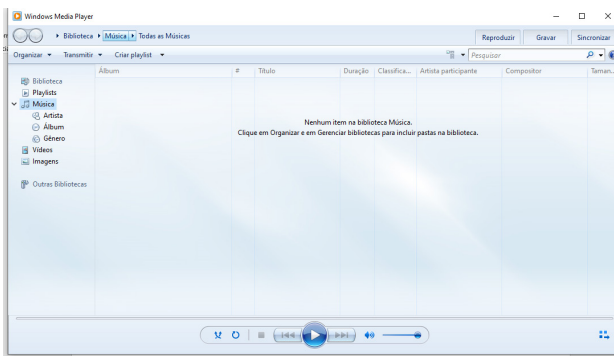 Windows Media Player
Biblioteca Música Todas as Músicas
Reproduzir Gravar Sincronizar
Organizar Transmitir Criar playlist
Pesquisar
Álbum # Título Duração Classifica... Artista participante Compositor Taman...
Biblioteca
Playlists
Música
Artista
Álbum
Gênero
Vídeos
Imagens
Outras Bibliotecas
Nenhum item na biblioteca Música.
Clique em Organizar e em Gerenciar bibliotecas para incluir pastas na biblioteca.